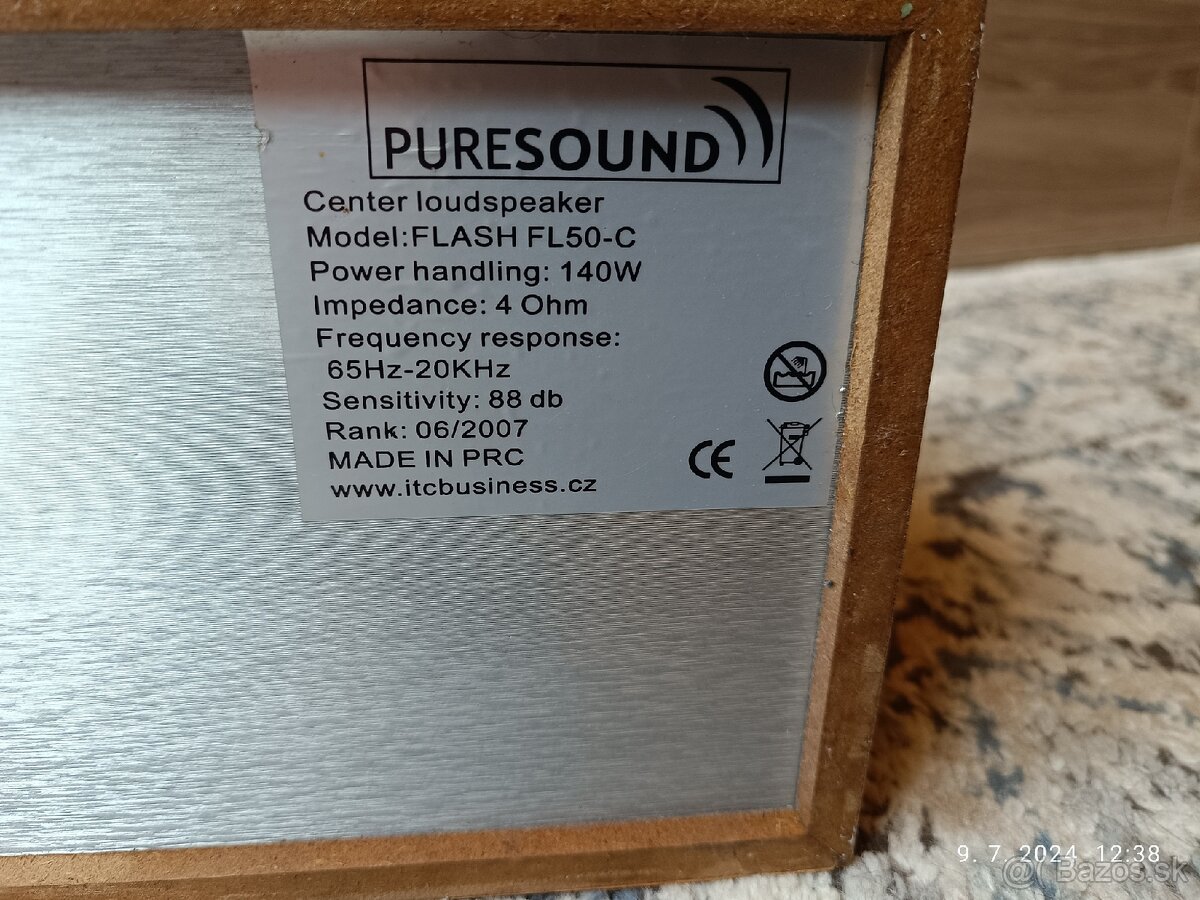 PURESOUND
Center loudspeaker
Model:FLASH FL50-C
Power handling: 140W
Impedance: 4 Ohm
Frequency response:
65Hz-20KHz
Sensitivity: 88 db
Rank: 06/2007
MADE IN PRC
www.itcbusiness.cz
CE
9. 7. 2024 12:38
@ Bazos.sk